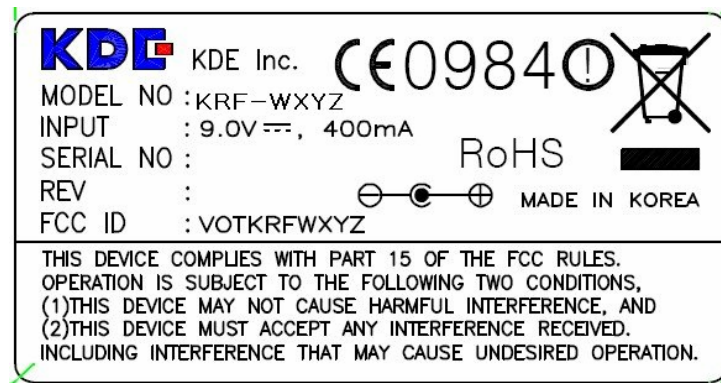 KDE KDE Inc. CE0984!
MODEL NO : KRF-WXYZ
INPUT : 9.0V⎓, 400mA
SERIAL NO :
RoHS
REV :
MADE IN KOREA
FCC ID : VOTKRFWXYZ
THIS DEVICE COMPLIES WITH PART 15 OF THE FCC RULES.
OPERATION IS SUBJECT TO THE FOLLOWING TWO CONDITIONS,
(1)THIS DEVICE MAY NOT CAUSE HARMFUL INTERFERENCE, AND
(2)THIS DEVICE MUST ACCEPT ANY INTERFERENCE RECEIVED.
INCLUDING INTERFERENCE THAT MAY CAUSE UNDESIRED OPERATION.